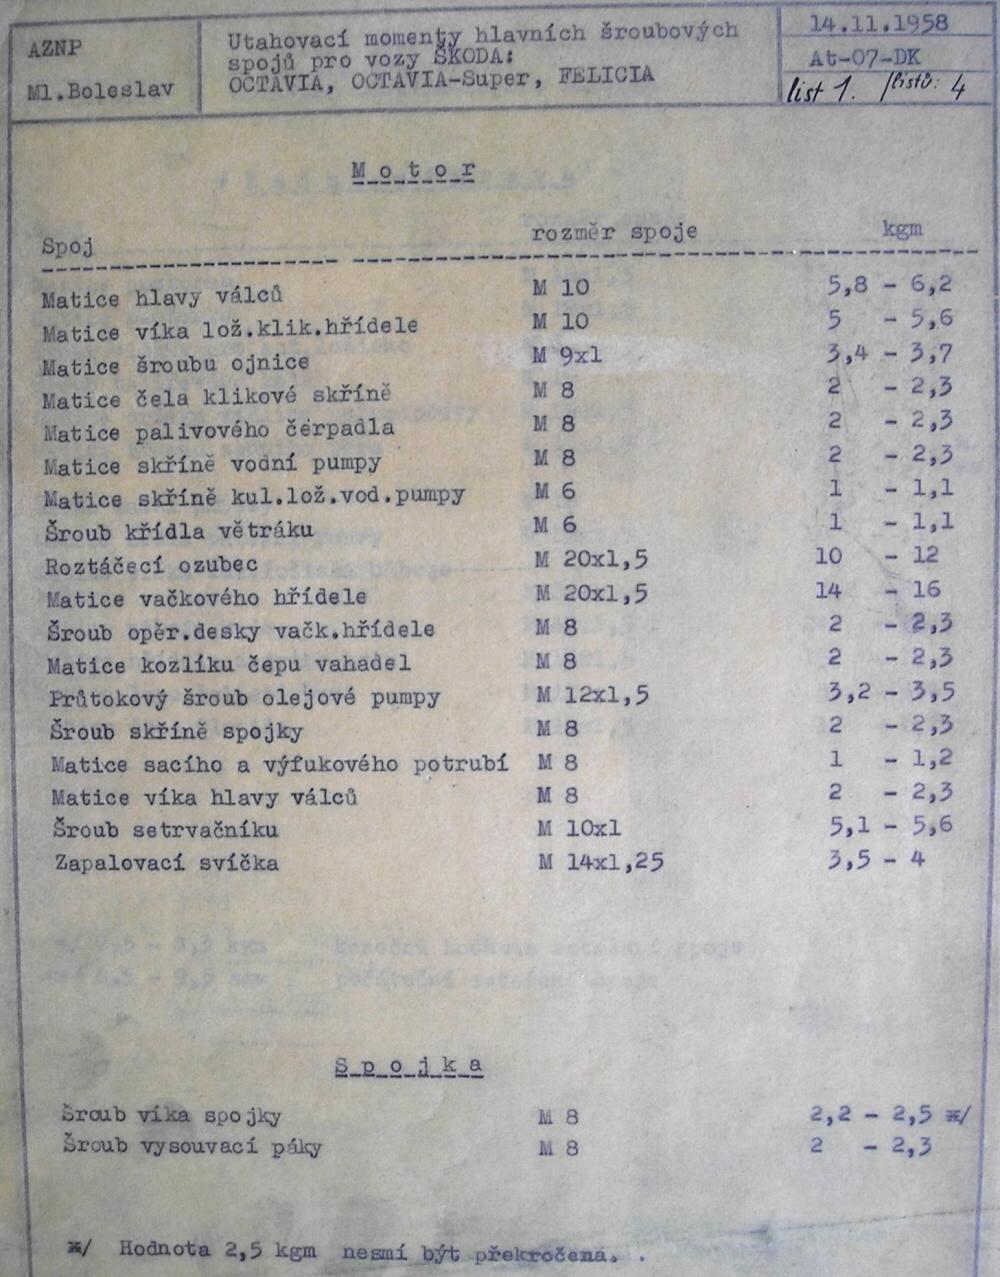 AZNP
Ml.Boleslav
Utahovací momenty hlavních šroubových
spojů pro vozy ŠKODA:
OCTAVIA, OCTAVIA-Super, FELICIA
14.11.1958
At-07-DK
list 1. /listů: 4
Motor
Spoj rozměr spoje kgm
Matice hlavy válců M 10 5,8 - 6,2
Matice víka lož.klik.hřídele M 10 5 - 5,6
Matice šroubu ojnice M 9x1 3,4 - 3,7
Matice čela klikové skříně M 8 2 - 2,3
Matice palivového čerpadla M 8 2 - 2,3
Matice skříně vodní pumpy M 8 2 - 2,3
Matice skříně kul.lož.vod.pumpy M 6 1 - 1,1
Šroub křídla větráku M 6 1 - 1,1
Roztáčecí ozubec M 20x1,5 10 - 12
Matice vačkového hřídele M 20x1,5 14 - 16
Šroub opěr.desky vačk.hřídele M 8 2 - 2,3
Matice kozlíku čepu vahadel M 8 2 - 2,3
Průtokový šroub olejové pumpy M 12x1,5 3,2 - 3,5
Šroub skříně spojky M 8 2 - 2,3
Matice sacího a výfukového potrubí M 8 1 - 1,2
Matice víka hlavy válců M 8 2 - 2,3
Šroub setrvačníku M 10x1 5,1 - 5,6
Zapalovací svíčka M 14x1,25 3,5 - 4
Spojka
Šroub víka spojky M 8 2,2 - 2,5 x/
Šroub vysouvací páky M 8 2 - 2,3
x/ Hodnota 2,5 kgm nesmí být překročena. .